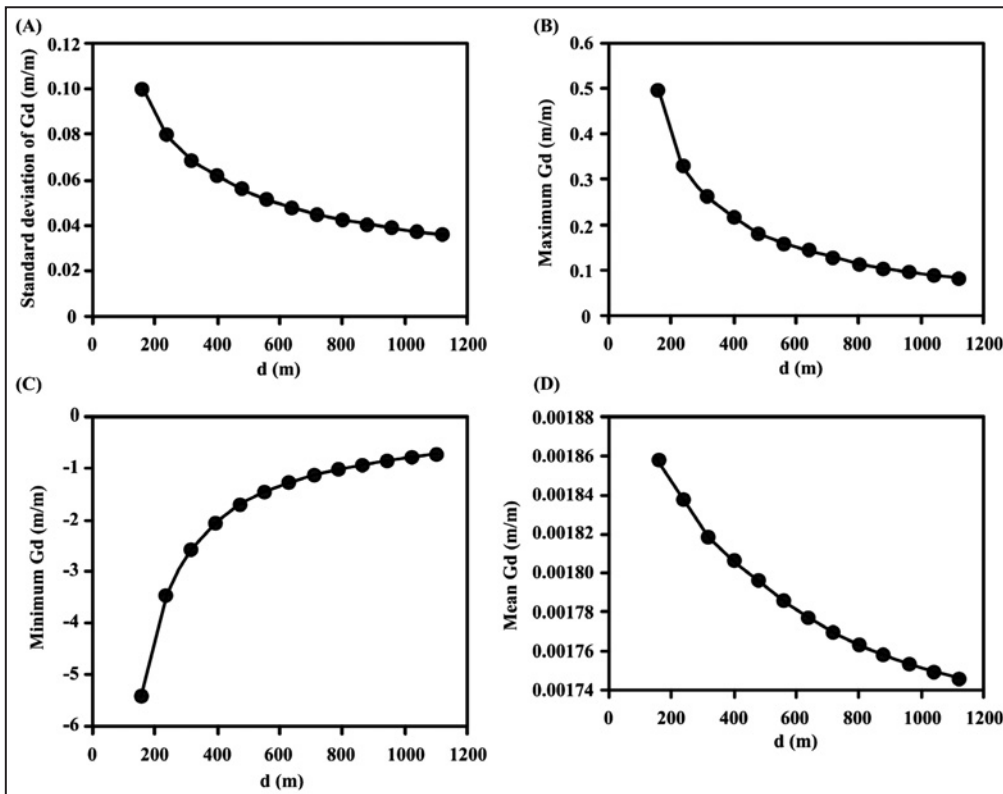 (A)
Standard deviation of Gd (m/m)
0.12
0.10
0.08
0.06
0.04
0.02
0
0 200 400 600 800 1000 1200
d (m)
(B)
Maximum Gd (m/m)
0.6
0.5
0.4
0.3
0.2
0.1
0
0 200 400 600 800 1000 1200
d (m)
(C)
Minimum Gd (m/m)
0
-1
-2
-3
-4
-5
-6
0 200 400 600 800 1000 1200
d (m)
(D)
Mean Gd (m/m)
0.00188
0.00186
0.00184
0.00182
0.00180
0.00178
0.00176
0.00174
0 200 400 600 800 1000 1200
d (m)